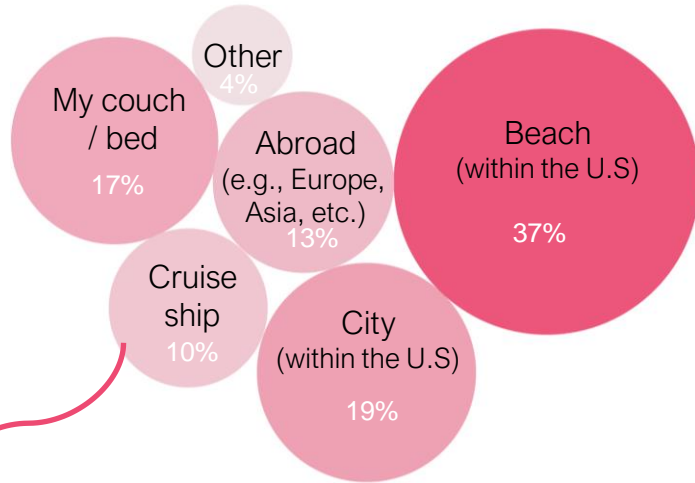 Other
4%
My couch
/ bed
17%
Abroad
(e.g., Europe,
Asia, etc.)
13%
Beach
(within the U.S)
37%
Cruise
ship
10%
City
(within the U.S)
19%